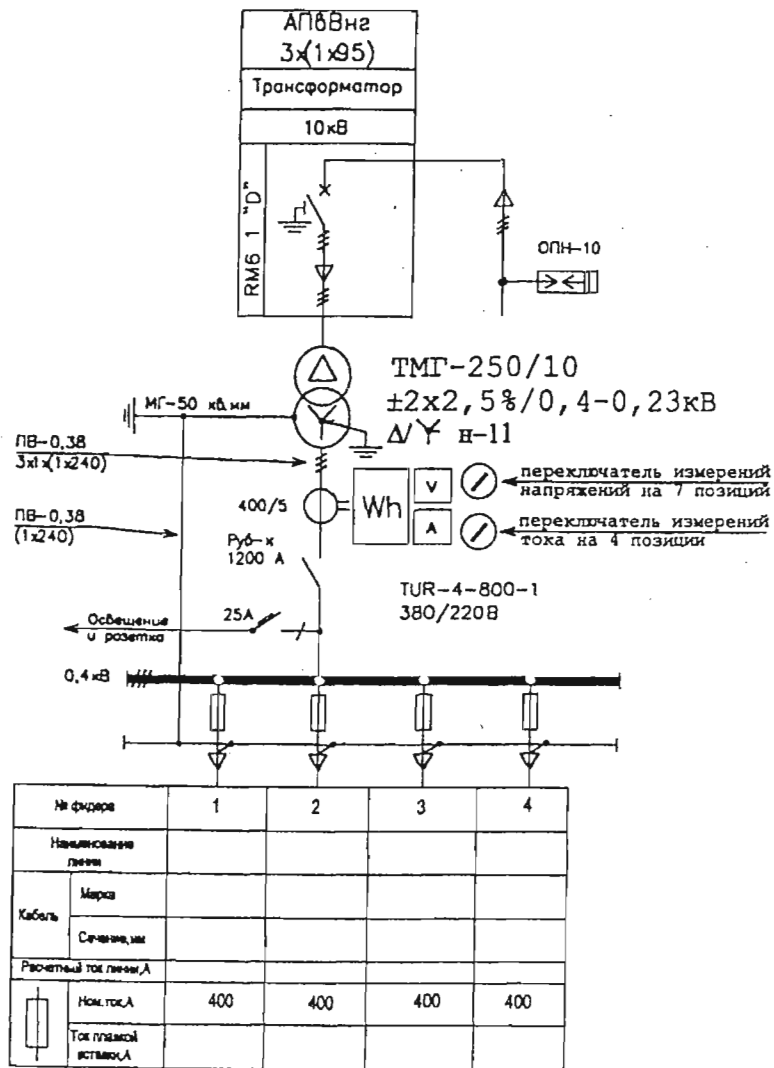 АПвВнг
3х(1х95)
Трансформатор
10кВ
RM6 1 "D"
ОПН-10
ТМГ-250/10
±2х2,5%/0,4-0,23кВ
Δ/Y н-11
МГ-50 кв.мм
ПВ-0,38
3х1х(1х240)
ПВ-0,38
(1х240)
400/5
Wh
V
A
переключатель измерений
напряжений на 7 позиций
переключатель измерений
тока на 4 позиции
Руб-к
1200 А
TUR-4-800-1
380/220В
25А
Освещение
и розетка
0,4кВ
№ фидера 1 2 3 4
Наименование
линии
Кабель
Марка
Сечение,мм
Расчетный ток линии,А
Ном.ток,А 400 400 400 400
Ток плавкой
вставки,А